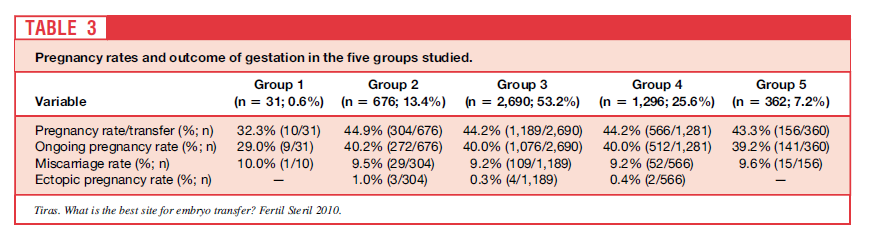 TABLE 3
Pregnancy rates and outcome of gestation in the five groups studied.
Group 1 Group 2 Group 3 Group 4 Group 5
Variable (n = 31; 0.6%) (n = 676; 13.4%) (n = 2,690; 53.2%) (n = 1,296; 25.6%) (n = 362; 7.2%)
Pregnancy rate/transfer (%; n) 32.3% (10/31) 44.9% (304/676) 44.2% (1,189/2,690) 44.2% (566/1,281) 43.3% (156/360)
Ongoing pregnancy rate (%; n) 29.0% (9/31) 40.2% (272/676) 40.0% (1,076/2,690) 40.0% (512/1,281) 39.2% (141/360)
Miscarriage rate (%; n) 10.0% (1/10) 9.5% (29/304) 9.2% (109/1,189) 9.2% (52/566) 9.6% (15/156)
Ectopic pregnancy rate (%; n) — 1.0% (3/304) 0.3% (4/1,189) 0.4% (2/566) —
Tiras. What is the best site for embryo transfer? Fertil Steril 2010.